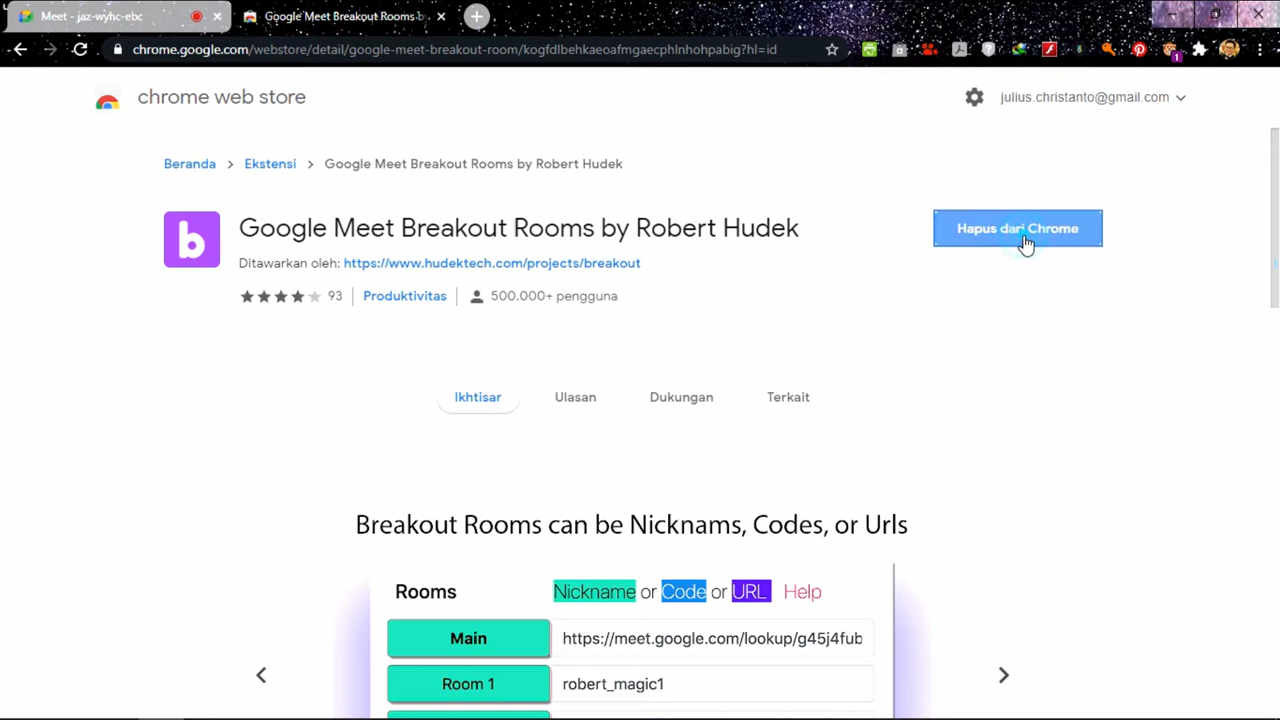 Meet - jaz-wyhc-ebc
Google Meet Breakout Rooms b
chrome.google.com/webstore/detail/google-meet-breakout-room/kogfdlbehkaeoafmgaecphlnhohpabig?hl=id
1
chrome web store
julius.christanto@gmail.com
Beranda > Ekstensi > Google Meet Breakout Rooms by Robert Hudek
b
Google Meet Breakout Rooms by Robert Hudek
Hapus dari Chrome
Ditawarkan oleh: https://www.hudektech.com/projects/breakout
93 Produktivitas 500.000+ pengguna
Ikhtisar Ulasan Dukungan Terkait
Breakout Rooms can be Nicknams, Codes, or Urls
Rooms Nickname or Code or URL Help
Main https://meet.google.com/lookup/g45j4fub
Room 1 robert_magic1